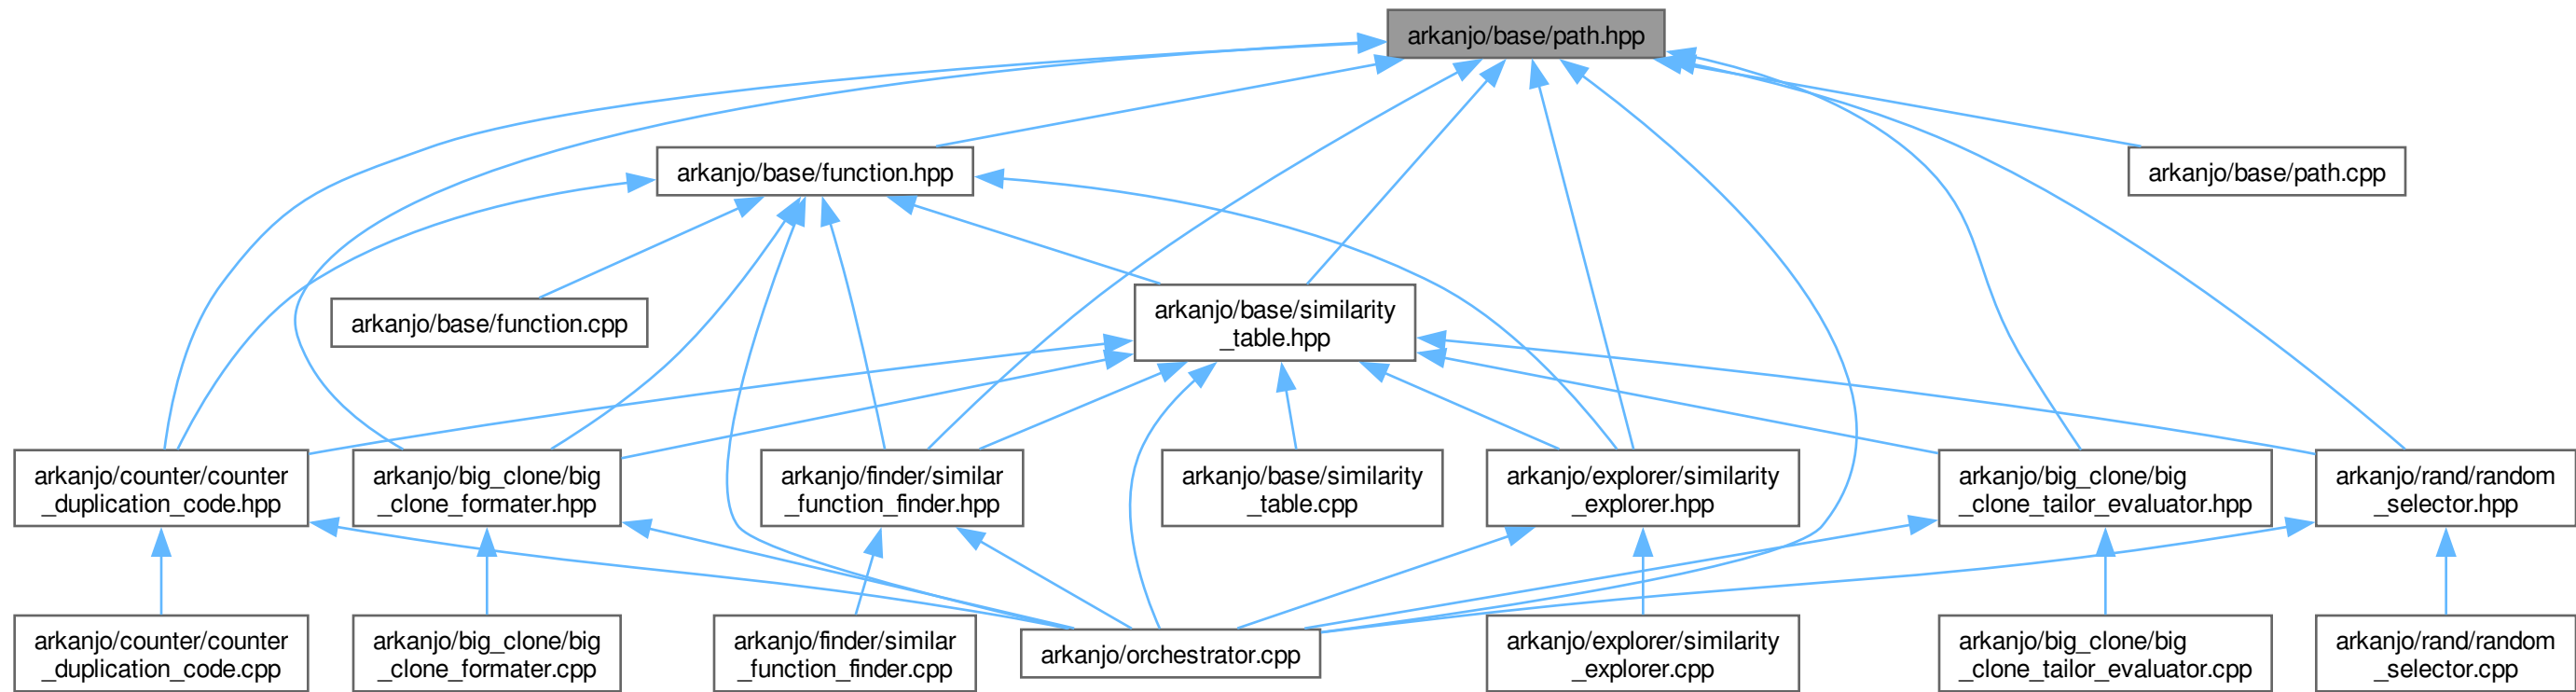 arkanjo/base/path.hpp
arkanjo/base/function.hpp
arkanjo/base/path.cpp
arkanjo/base/function.cpp
arkanjo/base/similarity
_table.hpp
arkanjo/counter/counter
_duplication_code.hpp
arkanjo/big_clone/big
_clone_formater.hpp
arkanjo/finder/similar
_function_finder.hpp
arkanjo/base/similarity
_table.cpp
arkanjo/explorer/similarity
_explorer.hpp
arkanjo/big_clone/big
_clone_tailor_evaluator.hpp
arkanjo/rand/random
_selector.hpp
arkanjo/counter/counter
_duplication_code.cpp
arkanjo/big_clone/big
_clone_formater.cpp
arkanjo/finder/similar
_function_finder.cpp
arkanjo/orchestrator.cpp
arkanjo/explorer/similarity
_explorer.cpp
arkanjo/big_clone/big
_clone_tailor_evaluator.cpp
arkanjo/rand/random
_selector.cpp